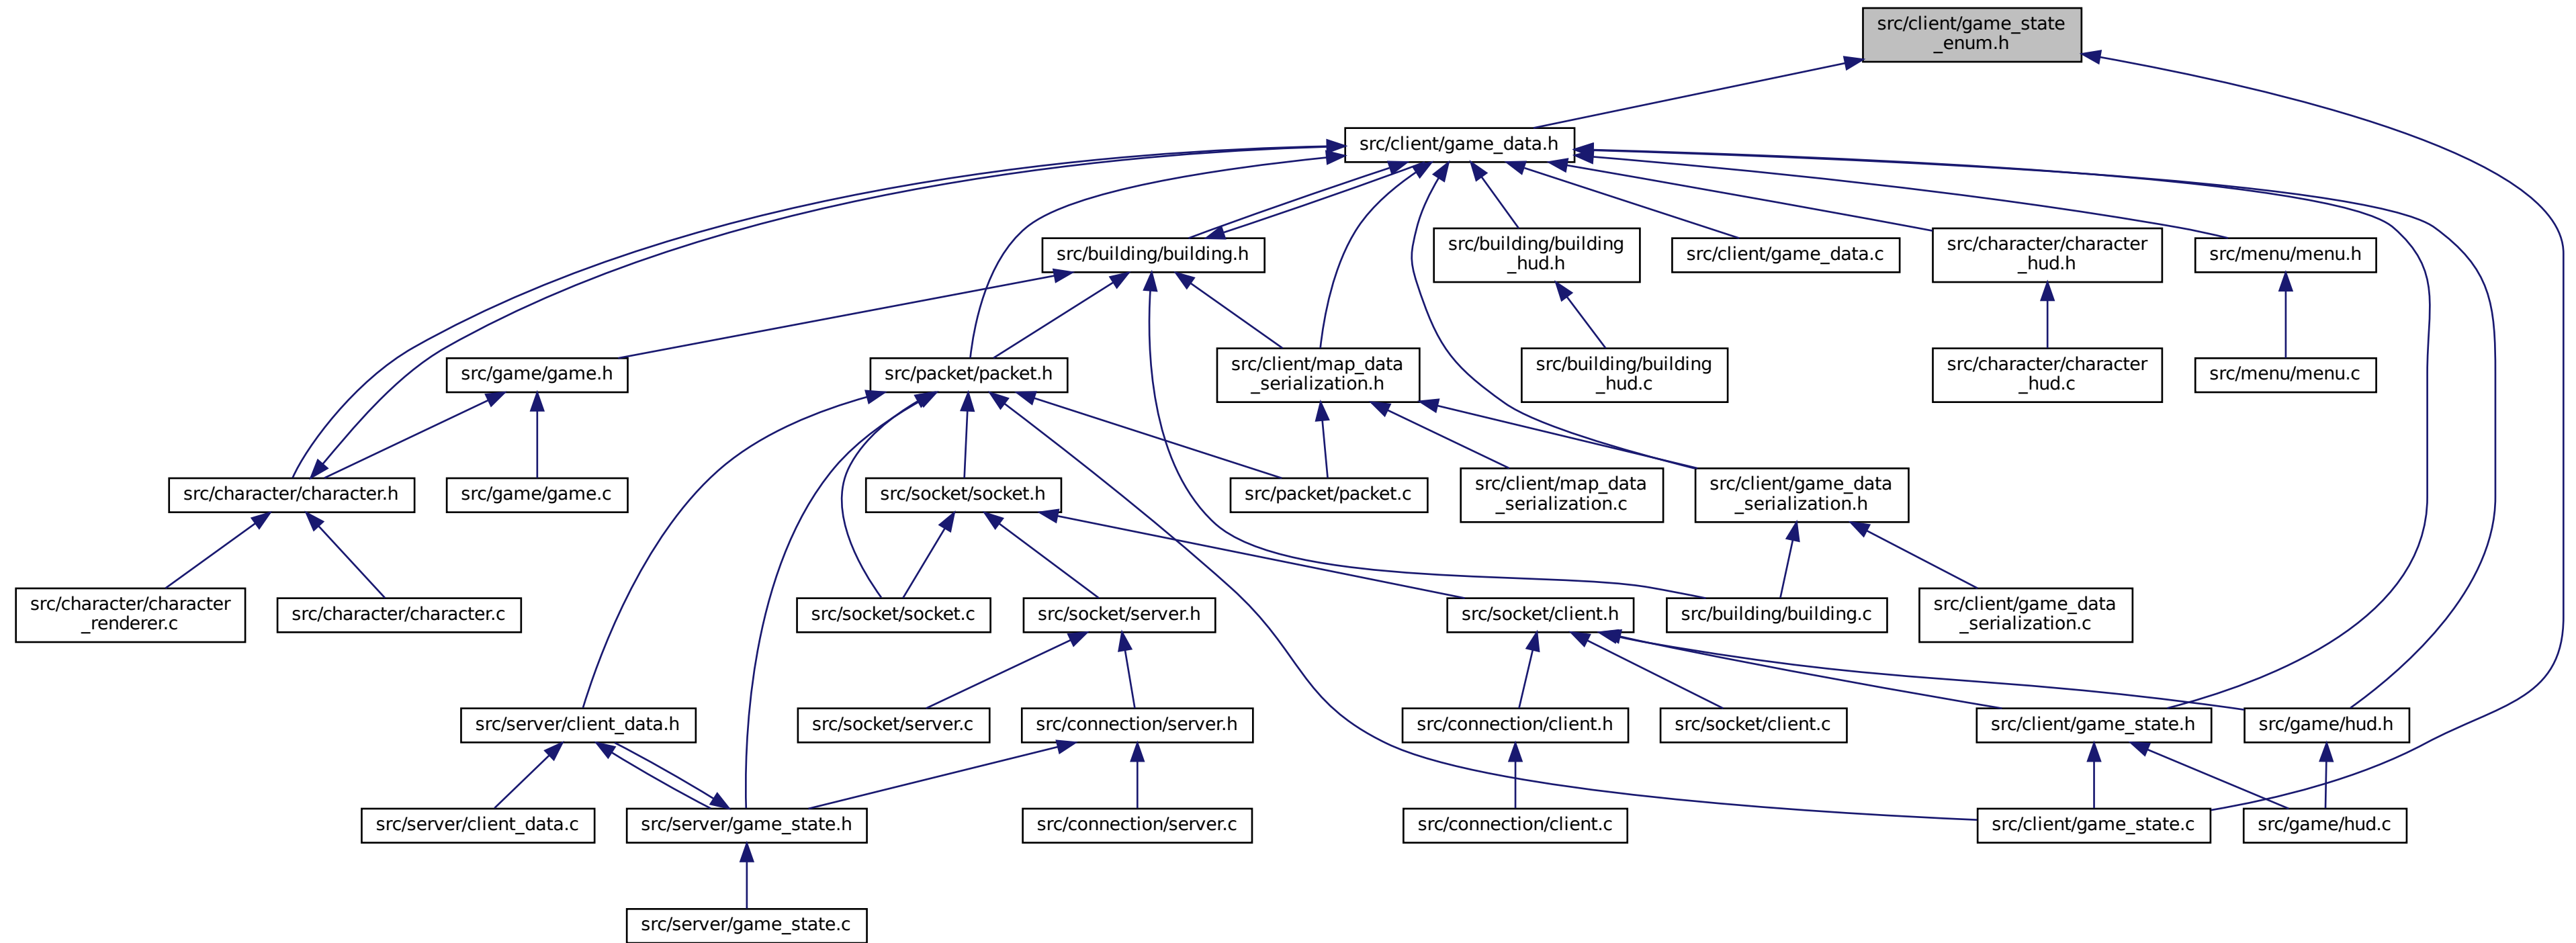 src/client/game_state
_enum.h
src/client/game_data.h
src/building/building.h
src/building/building
_hud.h
src/client/game_data.c
src/character/character
_hud.h
src/menu/menu.h
src/game/game.h
src/packet/packet.h
src/client/map_data
_serialization.h
src/building/building
_hud.c
src/character/character
_hud.c
src/menu/menu.c
src/character/character.h
src/game/game.c
src/socket/socket.h
src/packet/packet.c
src/client/map_data
_serialization.c
src/client/game_data
_serialization.h
src/character/character
_renderer.c
src/character/character.c
src/socket/socket.c
src/socket/server.h
src/socket/client.h
src/building/building.c
src/client/game_data
_serialization.c
src/server/client_data.h
src/socket/server.c
src/connection/server.h
src/connection/client.h
src/socket/client.c
src/client/game_state.h
src/game/hud.h
src/server/client_data.c
src/server/game_state.h
src/connection/server.c
src/connection/client.c
src/client/game_state.c
src/game/hud.c
src/server/game_state.c